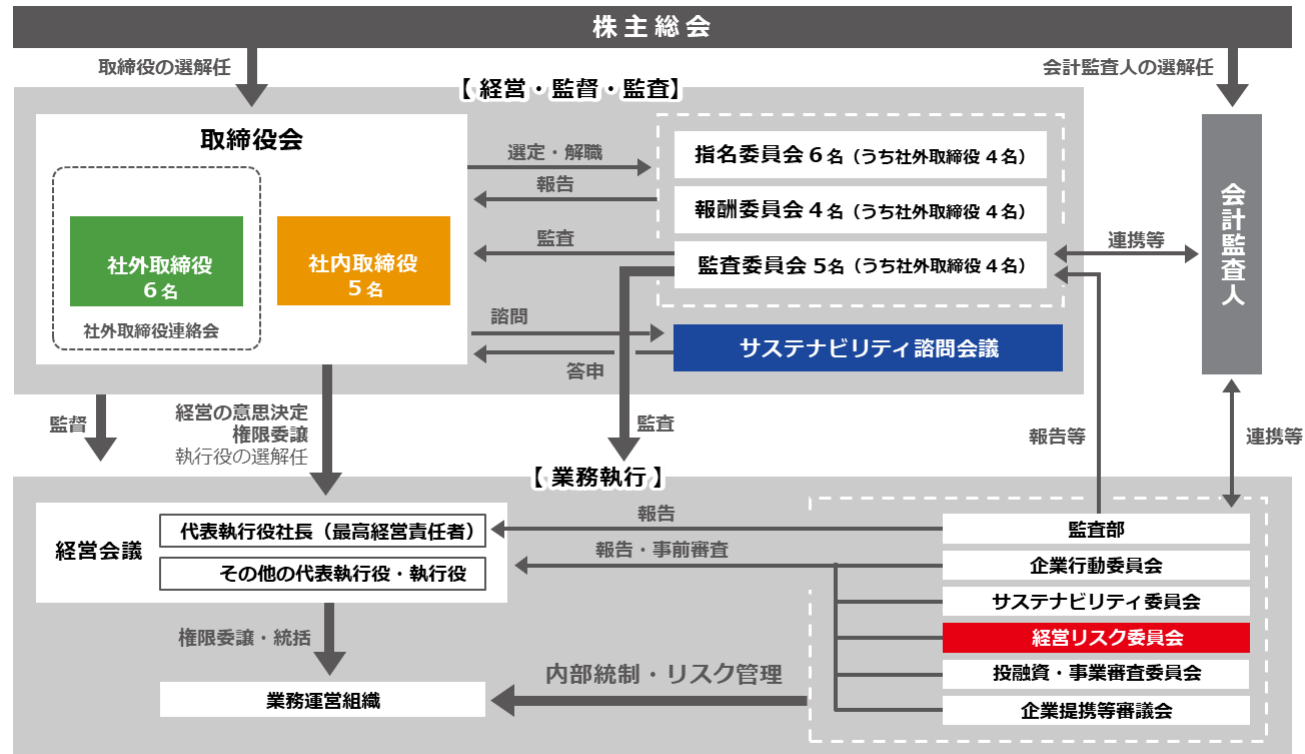 株主総会
取締役の選解任
会計監査人の選解任
【 経営・監督・監査】
取締役会
社外取締役
6名
社外取締役連絡会
社内取締役
5名
選定・解職
報告
監査
諮問
答申
指名委員会 6名（うち社外取締役 4名）
報酬委員会 4名（うち社外取締役 4名）
監査委員会 5名（うち社外取締役 4名）
サステナビリティ諮問会議
連携等
会計監査人
監督
経営の意思決定
権限委譲
執行役の選解任
監査
報告等
連携等
【 業務執行 】
経営会議
代表執行役社長（最高経営責任者）
その他の代表執行役・執行役
報告
報告・事前審査
監査部
企業行動委員会
サステナビリティ委員会
経営リスク委員会
投融資・事業審査委員会
企業提携等審議会
権限委譲・統括
内部統制・リスク管理
業務運営組織